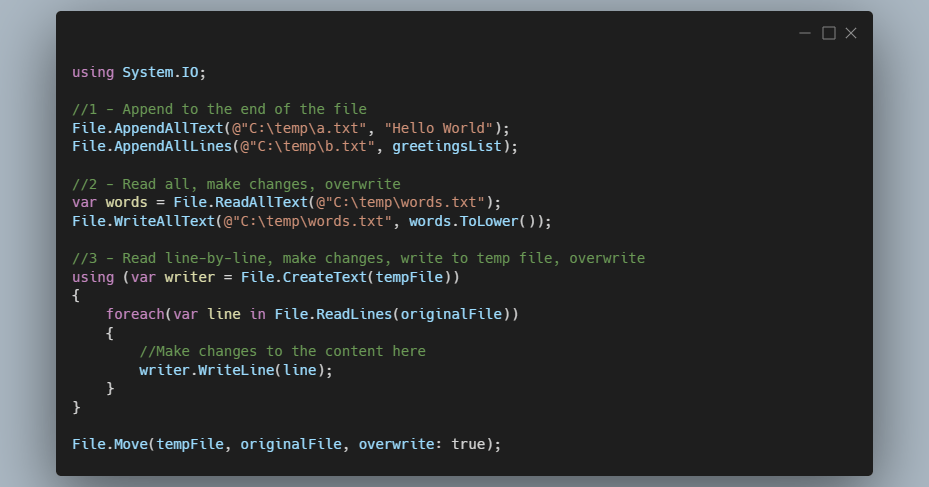 using System.IO;

//1 - Append to the end of the file
File.AppendAllText(@"C:\temp\a.txt", "Hello World");
File.AppendAllLines(@"C:\temp\b.txt", greetingsList);

//2 - Read all, make changes, overwrite
var words = File.ReadAllText(@"C:\temp\words.txt");
File.WriteAllText(@"C:\temp\words.txt", words.ToLower());

//3 - Read line-by-line, make changes, write to temp file, overwrite
using (var writer = File.CreateText(tempFile))
{
    foreach(var line in File.ReadLines(originalFile))
    {
        //Make changes to the content here
        writer.WriteLine(line);
    }
}

File.Move(tempFile, originalFile, overwrite: true);